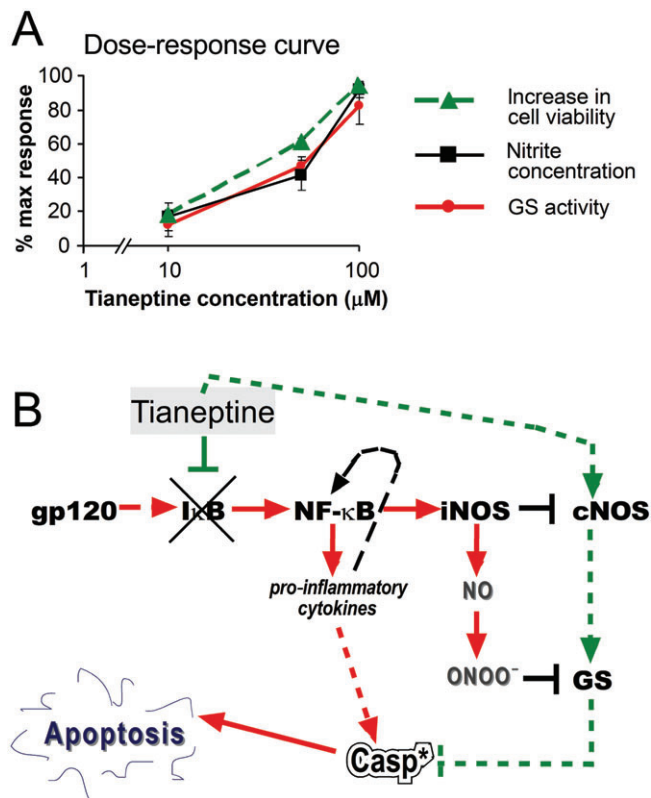 A
Dose-response curve
% max response
100
80
60
40
20
0
1
10
100
Tianeptine concentration (μM)
Increase in
cell viability
Nitrite
concentration
GS activity
B
Tianeptine
gp120
IκB
NF-κB
iNOS
cNOS
pro-inflammatory
cytokines
NO
ONOO⁻
GS
Apoptosis
Casp*